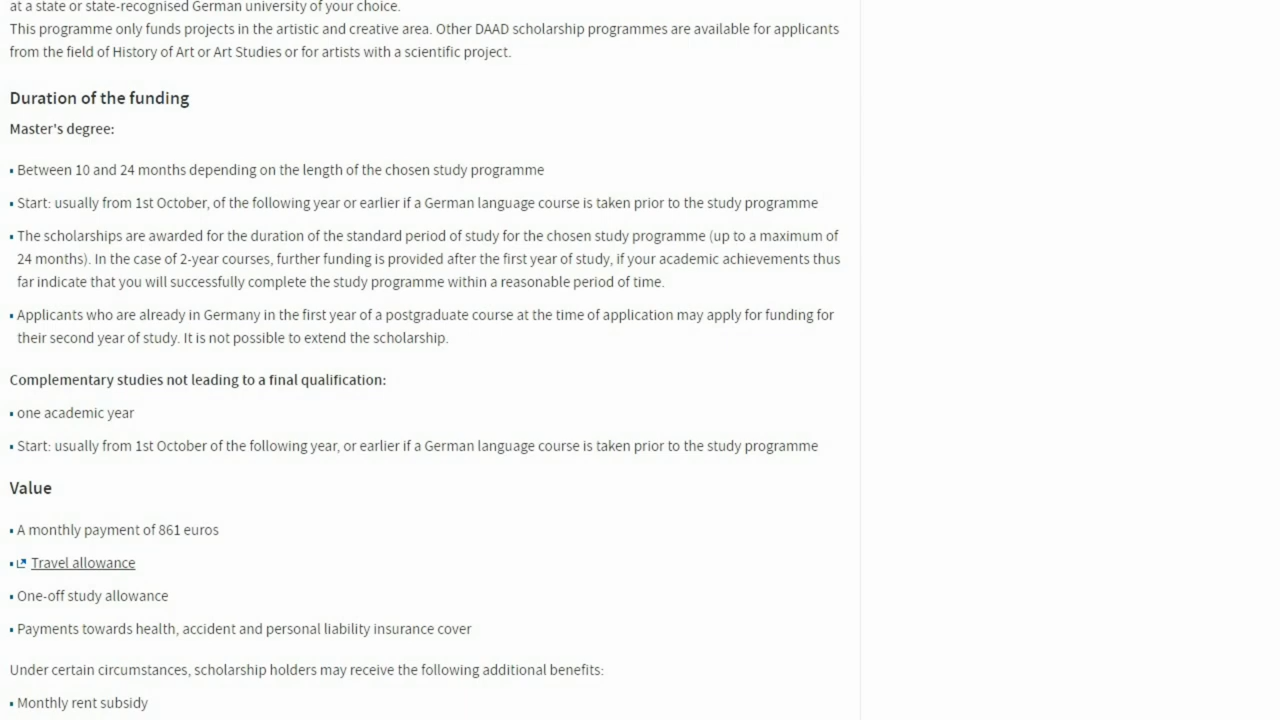 at a state or state-recognised German university of your choice.
This programme only funds projects in the artistic and creative area. Other DAAD scholarship programmes are available for applicants
from the field of History of Art or Art Studies or for artists with a scientific project.
Duration of the funding
Master's degree:
▪ Between 10 and 24 months depending on the length of the chosen study programme
▪ Start: usually from 1st October, of the following year or earlier if a German language course is taken prior to the study programme
▪ The scholarships are awarded for the duration of the standard period of study for the chosen study programme (up to a maximum of
24 months). In the case of 2-year courses, further funding is provided after the first year of study, if your academic achievements thus
far indicate that you will successfully complete the study programme within a reasonable period of time.
▪ Applicants who are already in Germany in the first year of a postgraduate course at the time of application may apply for funding for
their second year of study. It is not possible to extend the scholarship.
Complementary studies not leading to a final qualification:
▪ one academic year
▪ Start: usually from 1st October of the following year, or earlier if a German language course is taken prior to the study programme
Value
▪ A monthly payment of 861 euros
▪ Travel allowance
▪ One-off study allowance
▪ Payments towards health, accident and personal liability insurance cover
Under certain circumstances, scholarship holders may receive the following additional benefits:
▪ Monthly rent subsidy